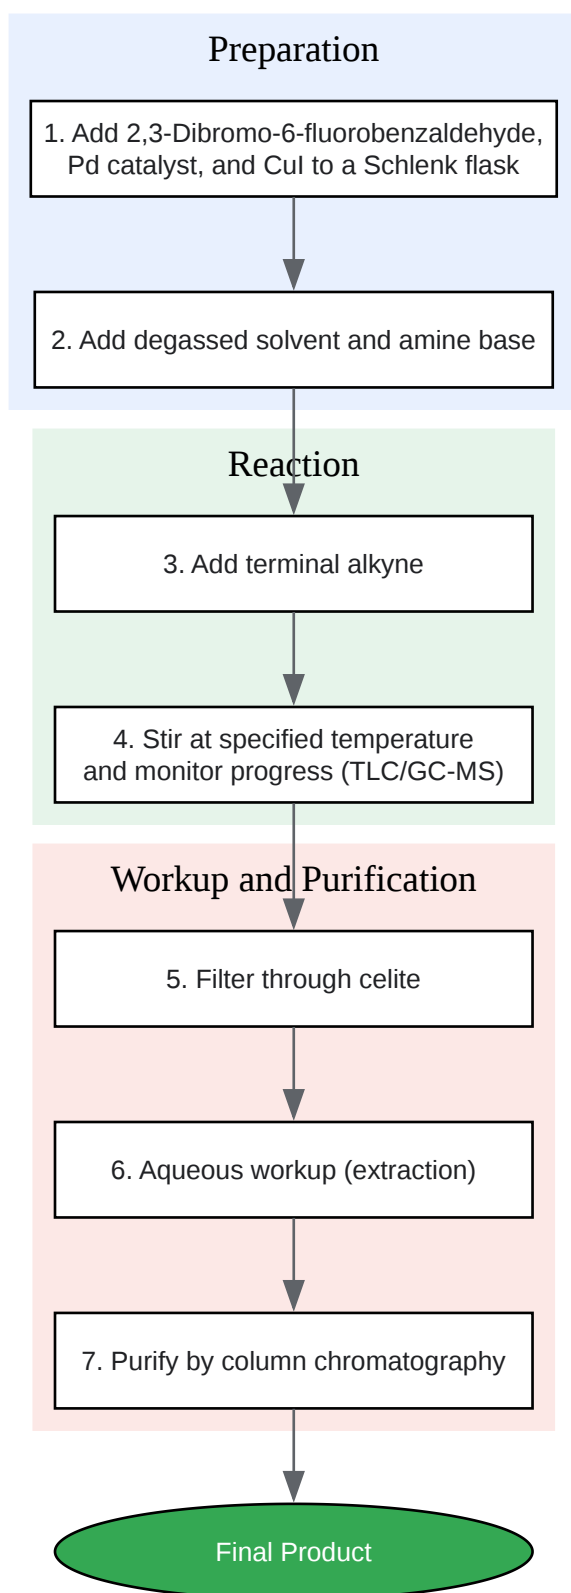 Preparation
1. Add 2,3-Dibromo-6-fluorobenzaldehyde,
Pd catalyst, and CuI to a Schlenk flask
2. Add degassed solvent and amine base
Reaction
3. Add terminal alkyne
4. Stir at specified temperature
and monitor progress (TLC/GC-MS)
Workup and Purification
5. Filter through celite
6. Aqueous workup (extraction)
7. Purify by column chromatography
Final Product